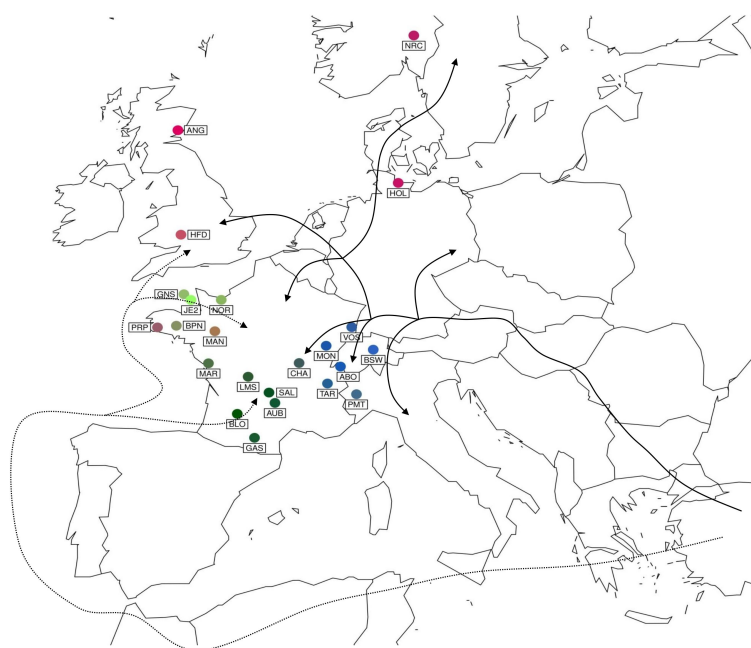 NRC
ANG
HOL
HFD
GNS
JE2
NOR
PRP
BPN
MAN
VOS
MON
BSW
MAR
CHA
ABO
LMS
TAR
SAL
PMT
AUB
BLO
GAS